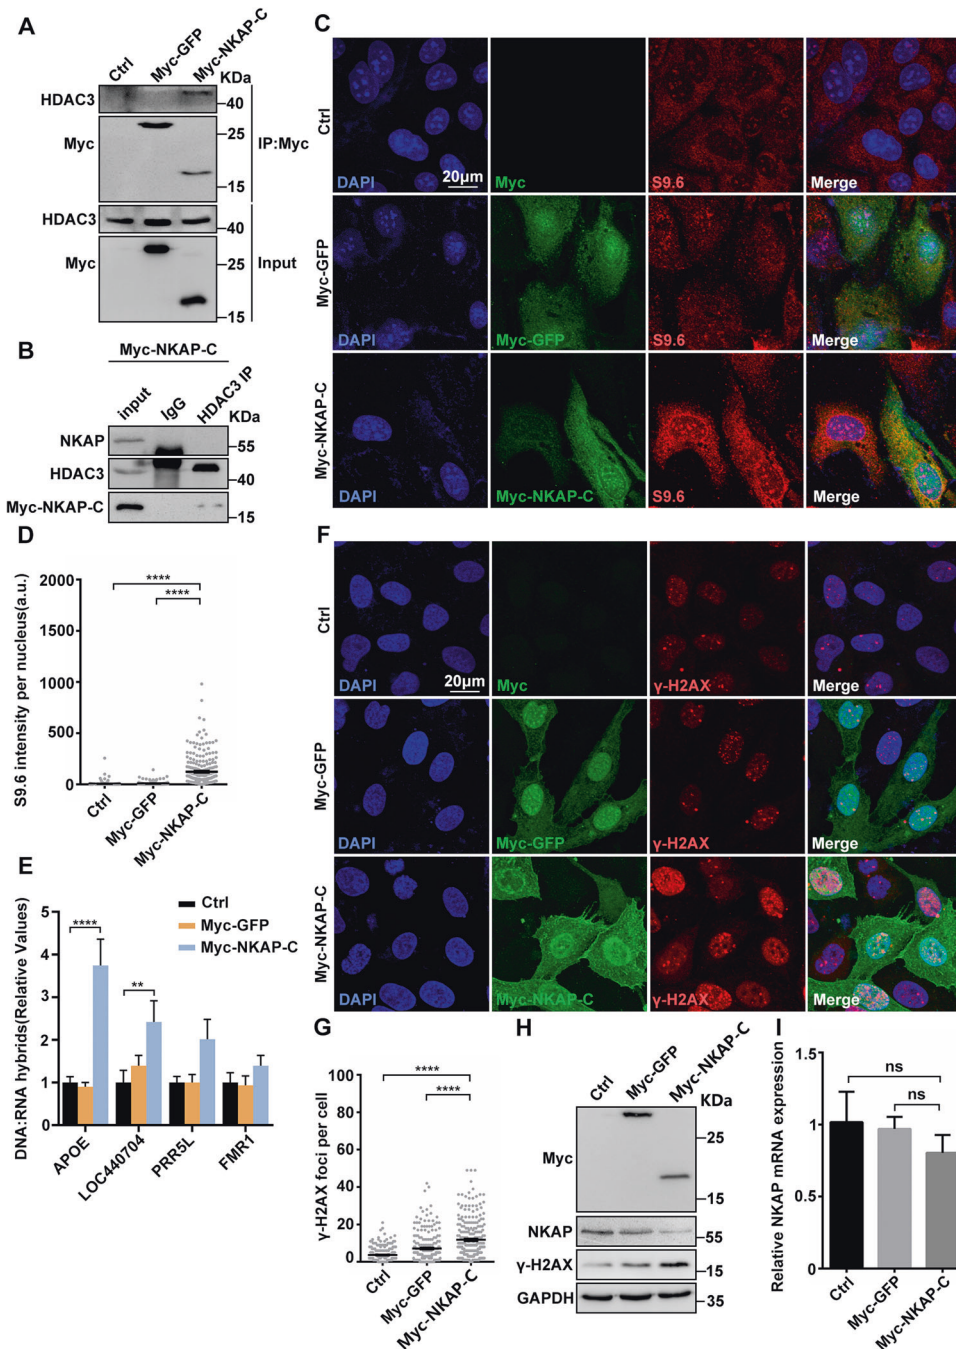 A
Ctrl
Myc-GFP
Myc-NKAP-C
KDa
HDAC3
40
Myc
25
15
IP:Myc
HDAC3
40
Myc
25
15
Input
B
Myc-NKAP-C
input
IgG
HDAC3 IP
KDa
NKAP
55
HDAC3
40
Myc-NKAP-C
15
C
Ctrl
DAPI
20μm
Myc
S9.6
Merge
Myc-GFP
DAPI
Myc-GFP
S9.6
Merge
Myc-NKAP-C
DAPI
Myc-NKAP-C
S9.6
Merge
D
S9.6 intensity per nucleus(a.u.)
2000
1500
1000
500
0
****
****
Ctrl
Myc-GFP
Myc-NKAP-C
E
DNA:RNA hybrids(Relative Values)
5
4
3
2
1
0
****
**
Ctrl
Myc-GFP
Myc-NKAP-C
APOE
LOC440704
PRR5L
FMR1
F
Ctrl
DAPI
20μm
Myc
γ-H2AX
Merge
Myc-GFP
DAPI
Myc-GFP
γ-H2AX
Merge
Myc-NKAP-C
DAPI
Myc-NKAP-C
γ-H2AX
Merge
G
γ-H2AX foci per cell
100
80
60
40
20
0
****
****
Ctrl
Myc-GFP
Myc-NKAP-C
H
Ctrl
Myc-GFP
Myc-NKAP-C
KDa
Myc
25
15
NKAP
55
γ-H2AX
15
GAPDH
35
I
Relative NKAP mRNA expression
1.5
1
0.5
0
ns
ns
Ctrl
Myc-GFP
Myc-NKAP-C